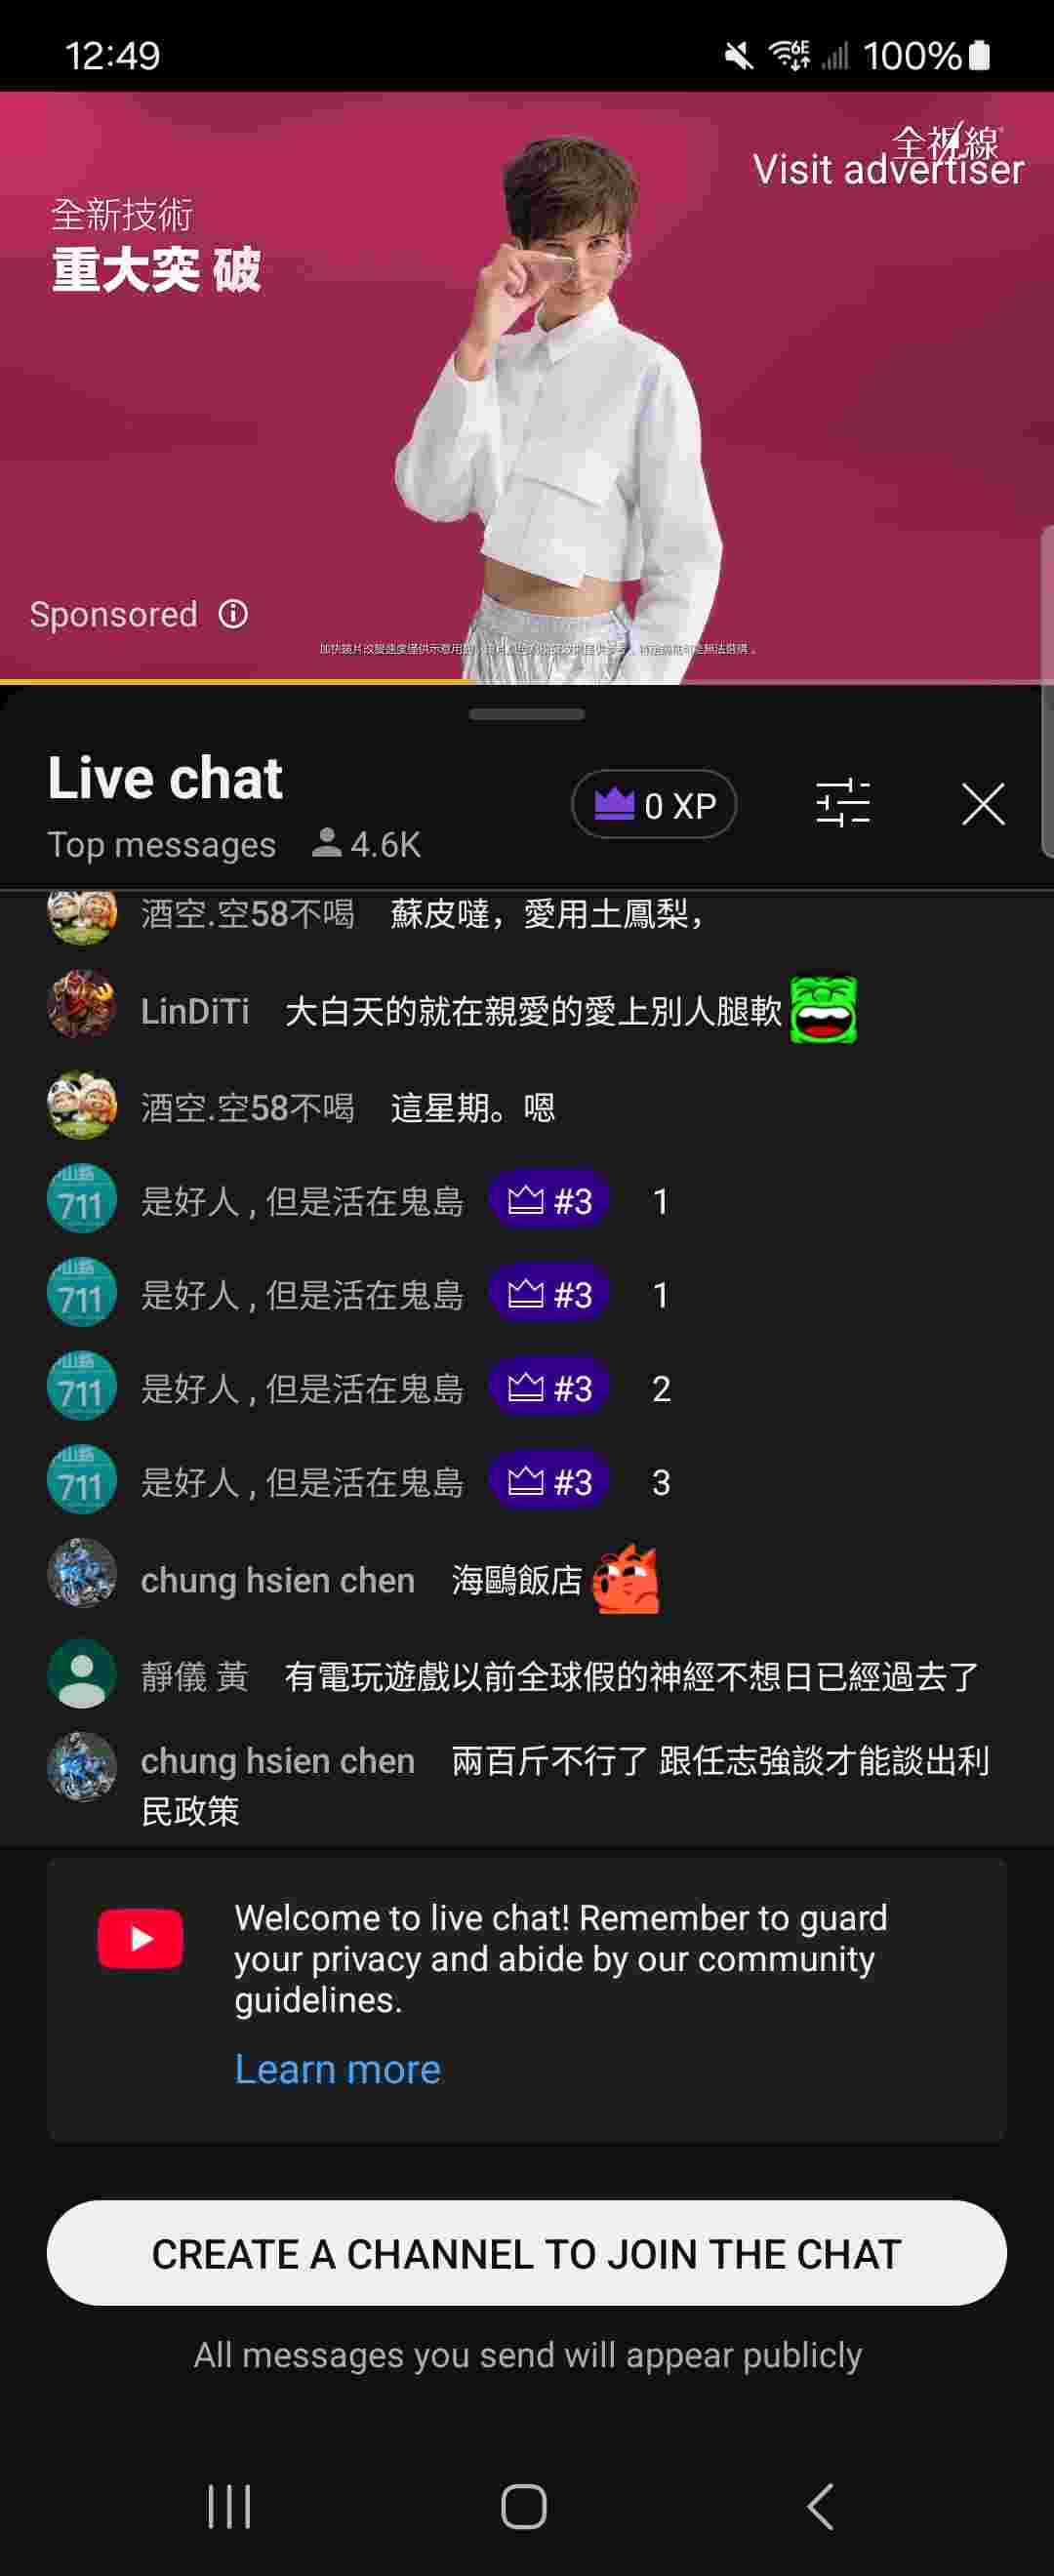 12:49
6E
100%
全視線
Visit advertiser
全新技術
重大突 破
Sponsored
Live chat
Top messages 4.6K
0 XP
酒空.空58不喝 蘇皮噠，愛用土鳳梨，
LinDiTi 大白天的就在親愛的愛上別人腿軟
酒空.空58不喝 這星期。嗯
711 是好人 , 但是活在鬼島 #3 1
711 是好人 , 但是活在鬼島 #3 1
711 是好人 , 但是活在鬼島 #3 2
711 是好人 , 但是活在鬼島 #3 3
chung hsien chen 海鷗飯店
靜儀 黃 有電玩遊戲以前全球假的神經不想日已經過去了
chung hsien chen 兩百斤不行了 跟任志強談才能談出利
民政策
Welcome to live chat! Remember to guard
your privacy and abide by our community
guidelines.
Learn more
CREATE A CHANNEL TO JOIN THE CHAT
All messages you send will appear publicly